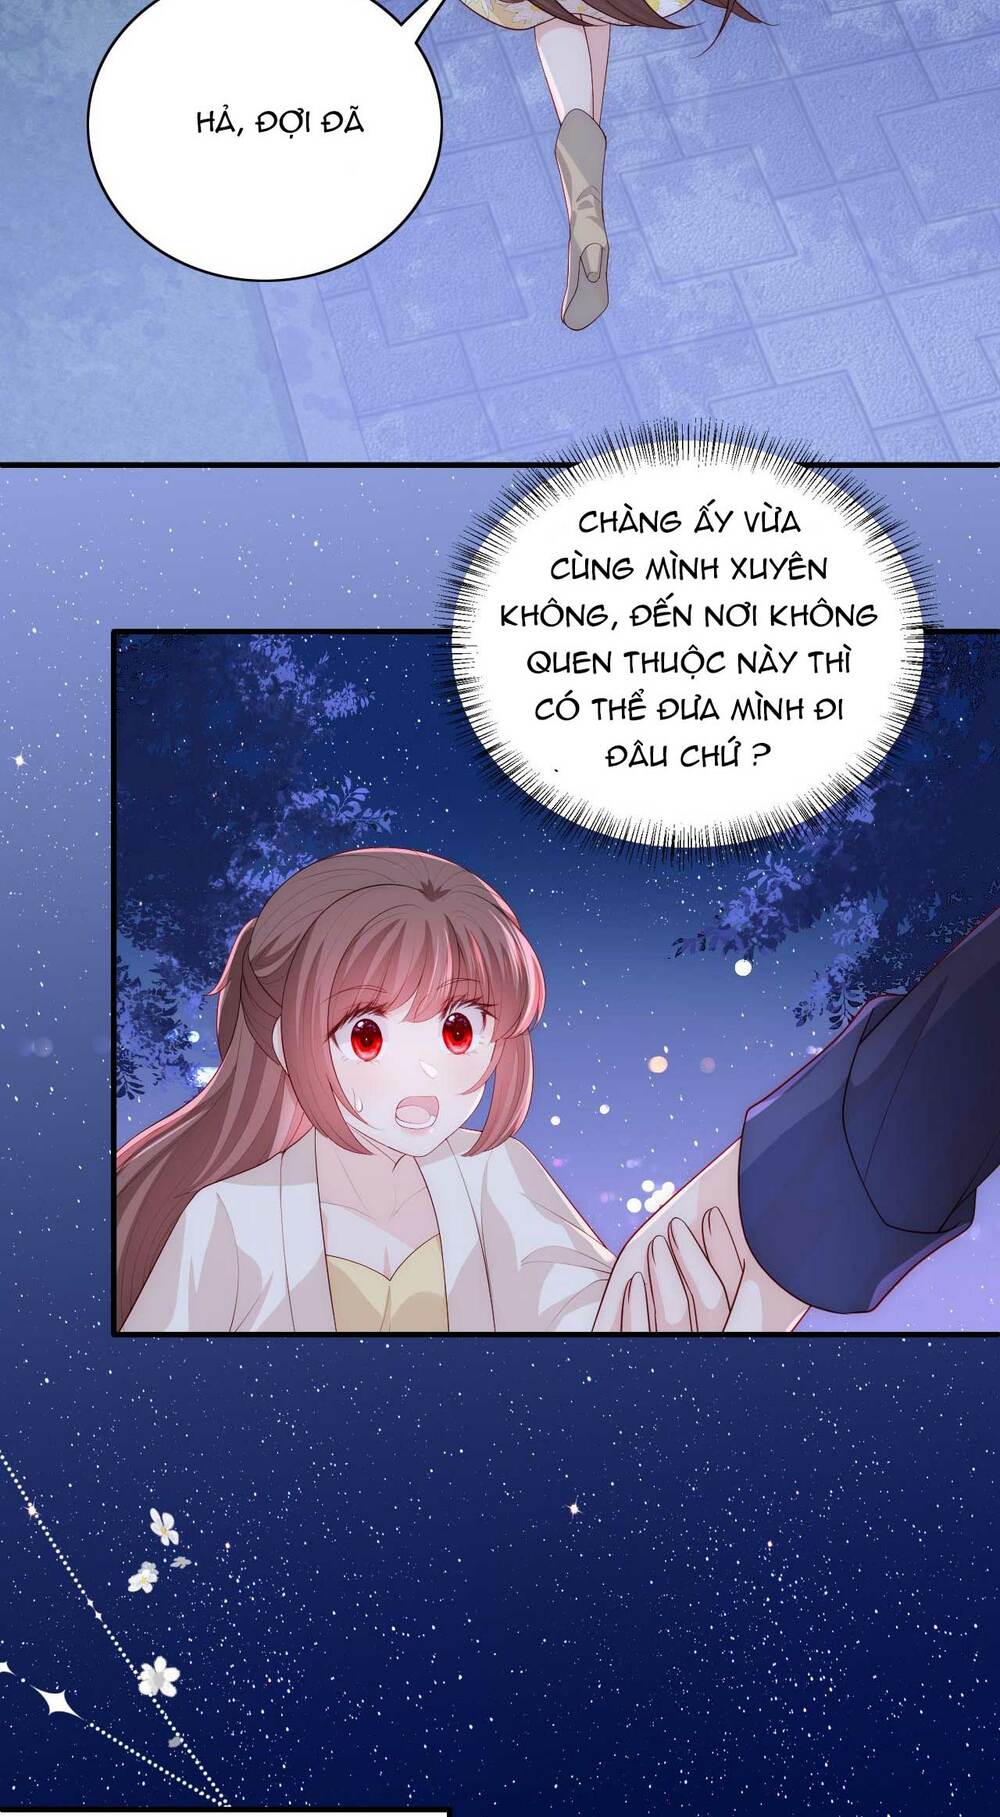 HẢ, ĐỢI ĐÃ
CHÀNG ẤY VỪA
CÙNG MÌNH XUYÊN
KHÔNG, ĐẾN NƠI KHÔNG
QUEN THUỘC NÀY THÌ
CÓ THỂ ĐƯA MÌNH ĐI
ĐÂU CHỨ ?